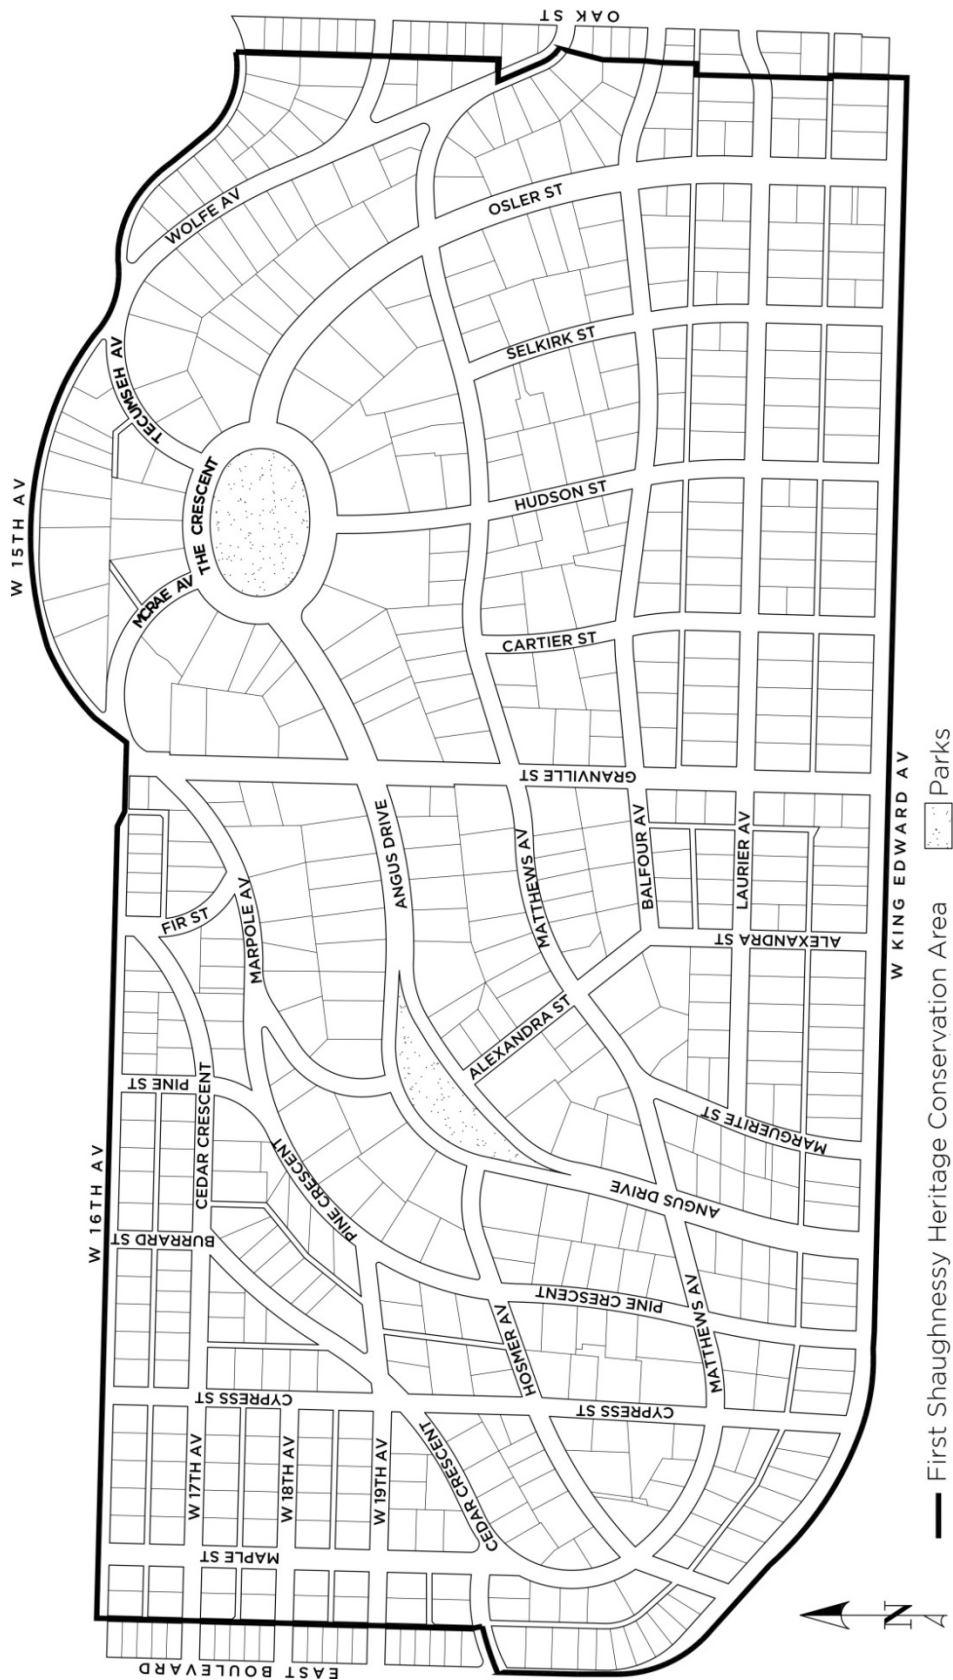 OAK ST
W 15TH AV
WOLFE AV
TECUMSEH AV
THE CRESCENT
MCRAE AV
OSLER ST
SELKIRK ST
HUDSON ST
CARTIER ST
GRANVILLE ST
ANGUS DRIVE
MATTHEWS AV
BALFOUR AV
LAURIER AV
ALEXANDRA ST
W KING EDWARD AV
FIR ST
MARPOLE AV
ALEXANDRA ST
PINE ST
CEDAR CRESCENT
W 16TH AV
PINE CRESCENT
BURRARD ST
MARGUERITE ST
ANGUS DRIVE
PINE CRESCENT
HOSMER AV
MATTHEWS AV
CYPRESS ST
CYPRESS ST
W 17TH AV
W 18TH AV
W 19TH AV
CEDAR CRESCENT
MAPLE ST
EAST BOULEVARD
N
First Shaughnessy Heritage Conservation Area
Parks